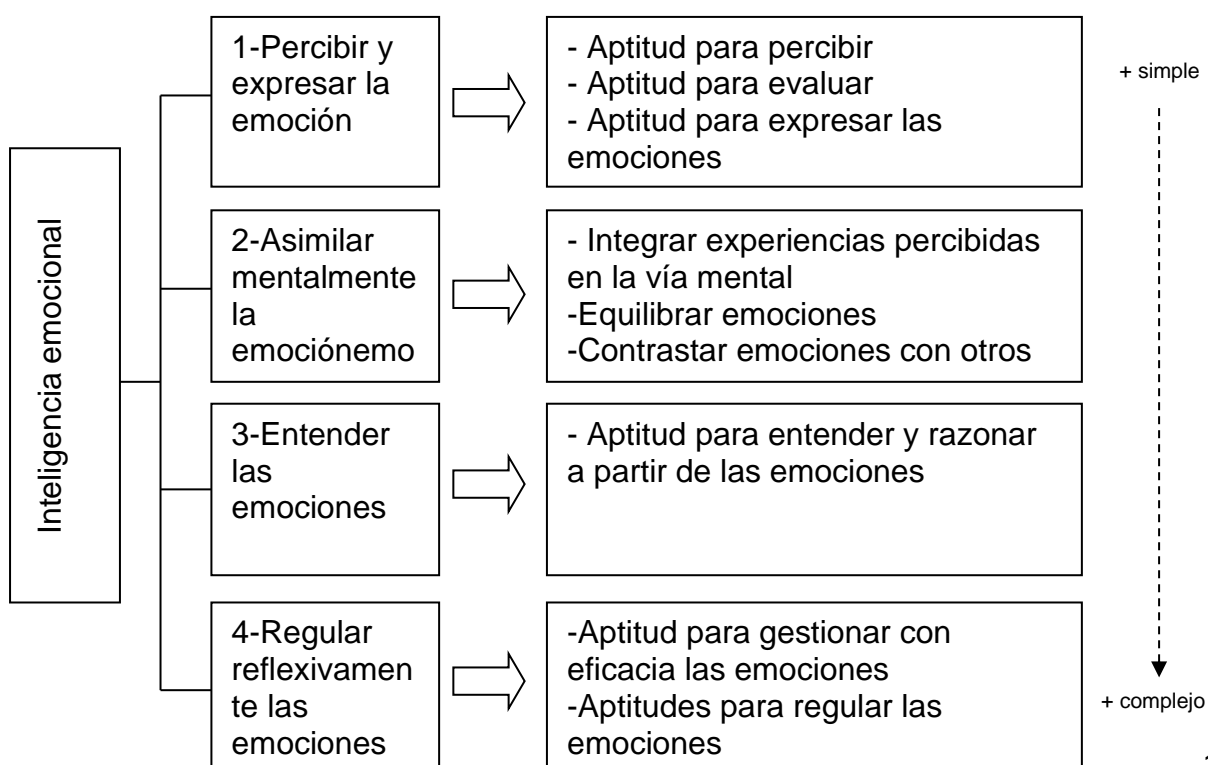 Inteligencia emocional
1-Percibir y
expresar la
emoción
- Aptitud para percibir
- Aptitud para evaluar
- Aptitud para expresar las
emociones
+ simple
2-Asimilar
mentalmente
la
emociónemo
- Integrar experiencias percibidas
en la vía mental
-Equilibrar emociones
-Contrastar emociones con otros
3-Entender
las
emociones
- Aptitud para entender y razonar
a partir de las emociones
4-Regular
reflexivamen
te las
emociones
-Aptitud para gestionar con
eficacia las emociones
-Aptitudes para regular las
emociones
+ complejo